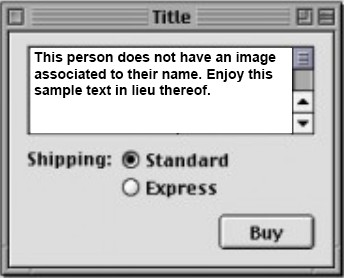 Title
This person does not have an image
associated to their name. Enjoy this
sample text in lieu thereof.
Shipping: Standard
Express
Buy